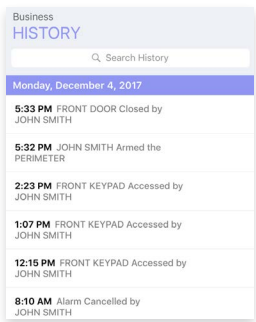 Business
HISTORY
Search History
Monday, December 4, 2017
5:33 PM FRONT DOOR Closed by
JOHN SMITH
5:32 PM JOHN SMITH Armed the
PERIMETER
2:23 PM FRONT KEYPAD Accessed by
JOHN SMITH
1:07 PM FRONT KEYPAD Accessed by
JOHN SMITH
12:15 PM FRONT KEYPAD Accessed by
JOHN SMITH
8:10 AM Alarm Cancelled by
JOHN SMITH